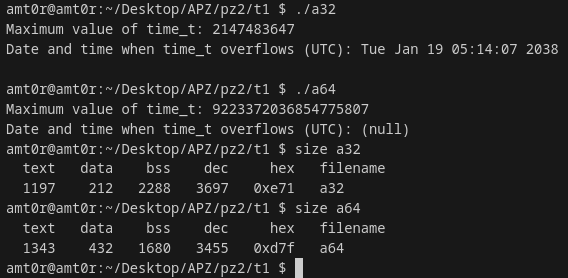 amt0r@amt0r:~/Desktop/APZ/pz2/t1 $ ./a32
Maximum value of time_t: 2147483647
Date and time when time_t overflows (UTC): Tue Jan 19 05:14:07 2038
amt0r@amt0r:~/Desktop/APZ/pz2/t1 $ ./a64
Maximum value of time_t: 9223372036854775807
Date and time when time_t overflows (UTC): (null)
amt0r@amt0r:~/Desktop/APZ/pz2/t1 $ size a32
text data bss dec hex filename
1197 212 2288 3697 0xe71 a32
amt0r@amt0r:~/Desktop/APZ/pz2/t1 $ size a64
text data bss dec hex filename
1343 432 1680 3455 0xd7f a64
amt0r@amt0r:~/Desktop/APZ/pz2/t1 $